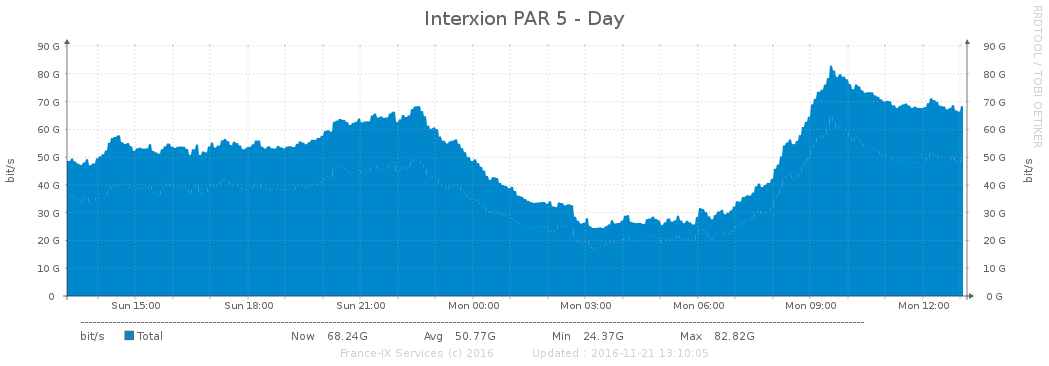 Interxion PAR 5 - Day
RRDTOOL / TOBI OETIKER
90 G 90 G
80 G 80 G
70 G 70 G
60 G 60 G
50 G 50 G
40 G 40 G
30 G 30 G
20 G 20 G
10 G 10 G
0 0 G
bit/s bit/s
Sun 15:00 Sun 18:00 Sun 21:00 Mon 00:00 Mon 03:00 Mon 06:00 Mon 09:00 Mon 12:00
bit/s Total Now 68.24G Avg 50.77G Min 24.37G Max 82.82G
France-IX Services (c) 2016 Updated : 2016-11-21 13:10:05